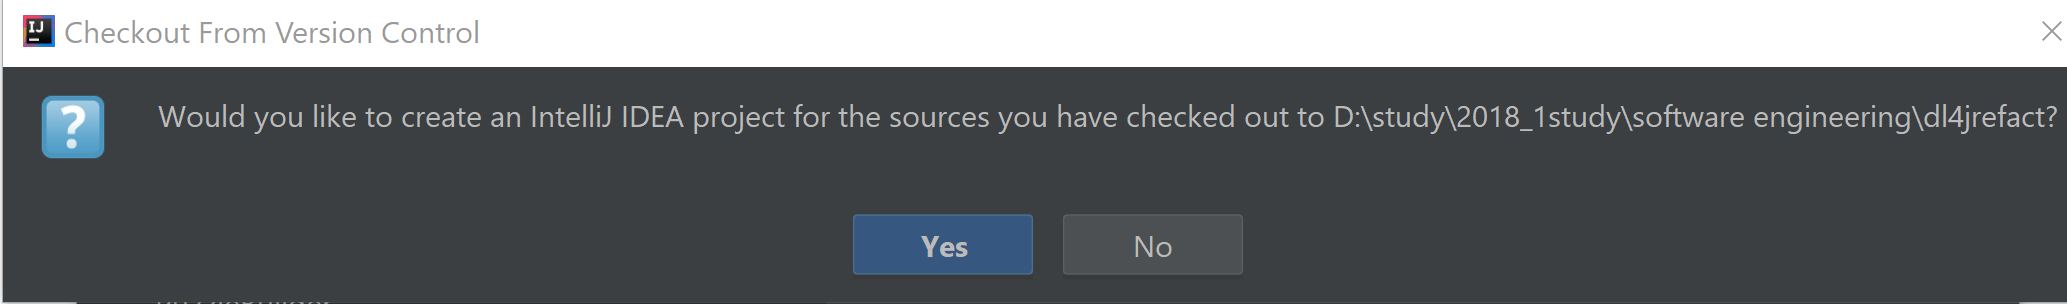 IJ
Checkout From Version Control
Would you like to create an IntelliJ IDEA project for the sources you have checked out to D:\study\2018_1study\software engineering\dl4jrefact?
Yes
No